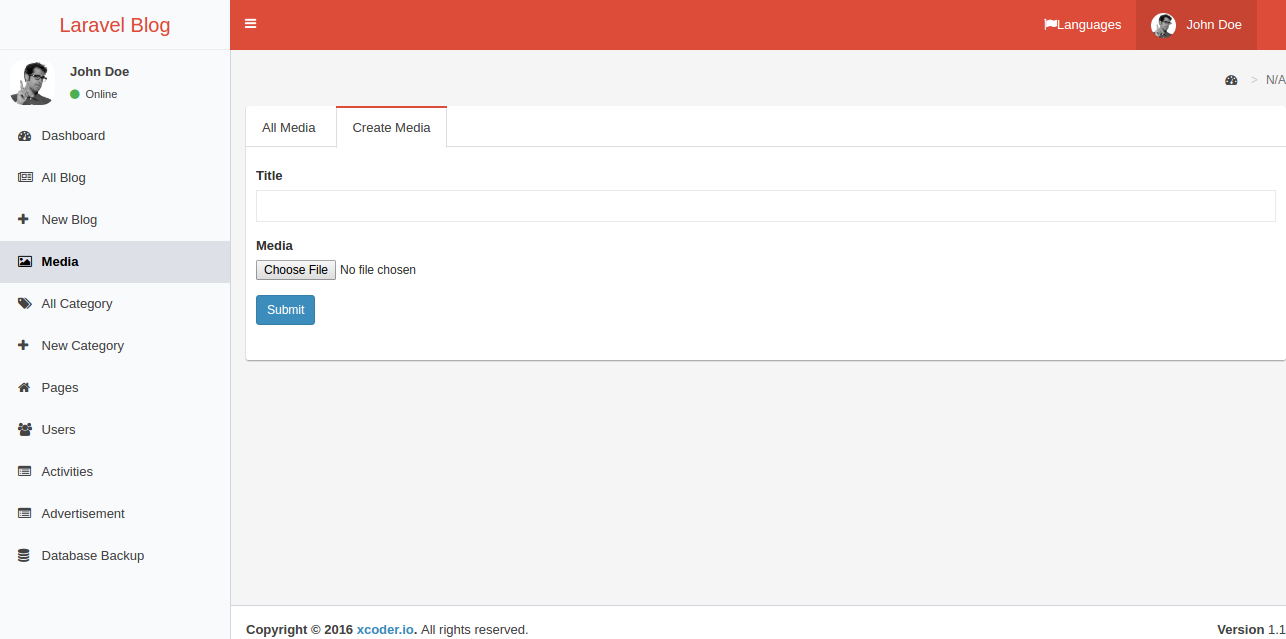 Laravel Blog
Languages
John Doe
John Doe
Online
Dashboard
All Blog
New Blog
Media
All Category
New Category
Pages
Users
Activities
Advertisement
Database Backup
> N/A
All Media
Create Media
Title
Media
Choose File No file chosen
Submit
Copyright © 2016 xcoder.io. All rights reserved.
Version 1.1